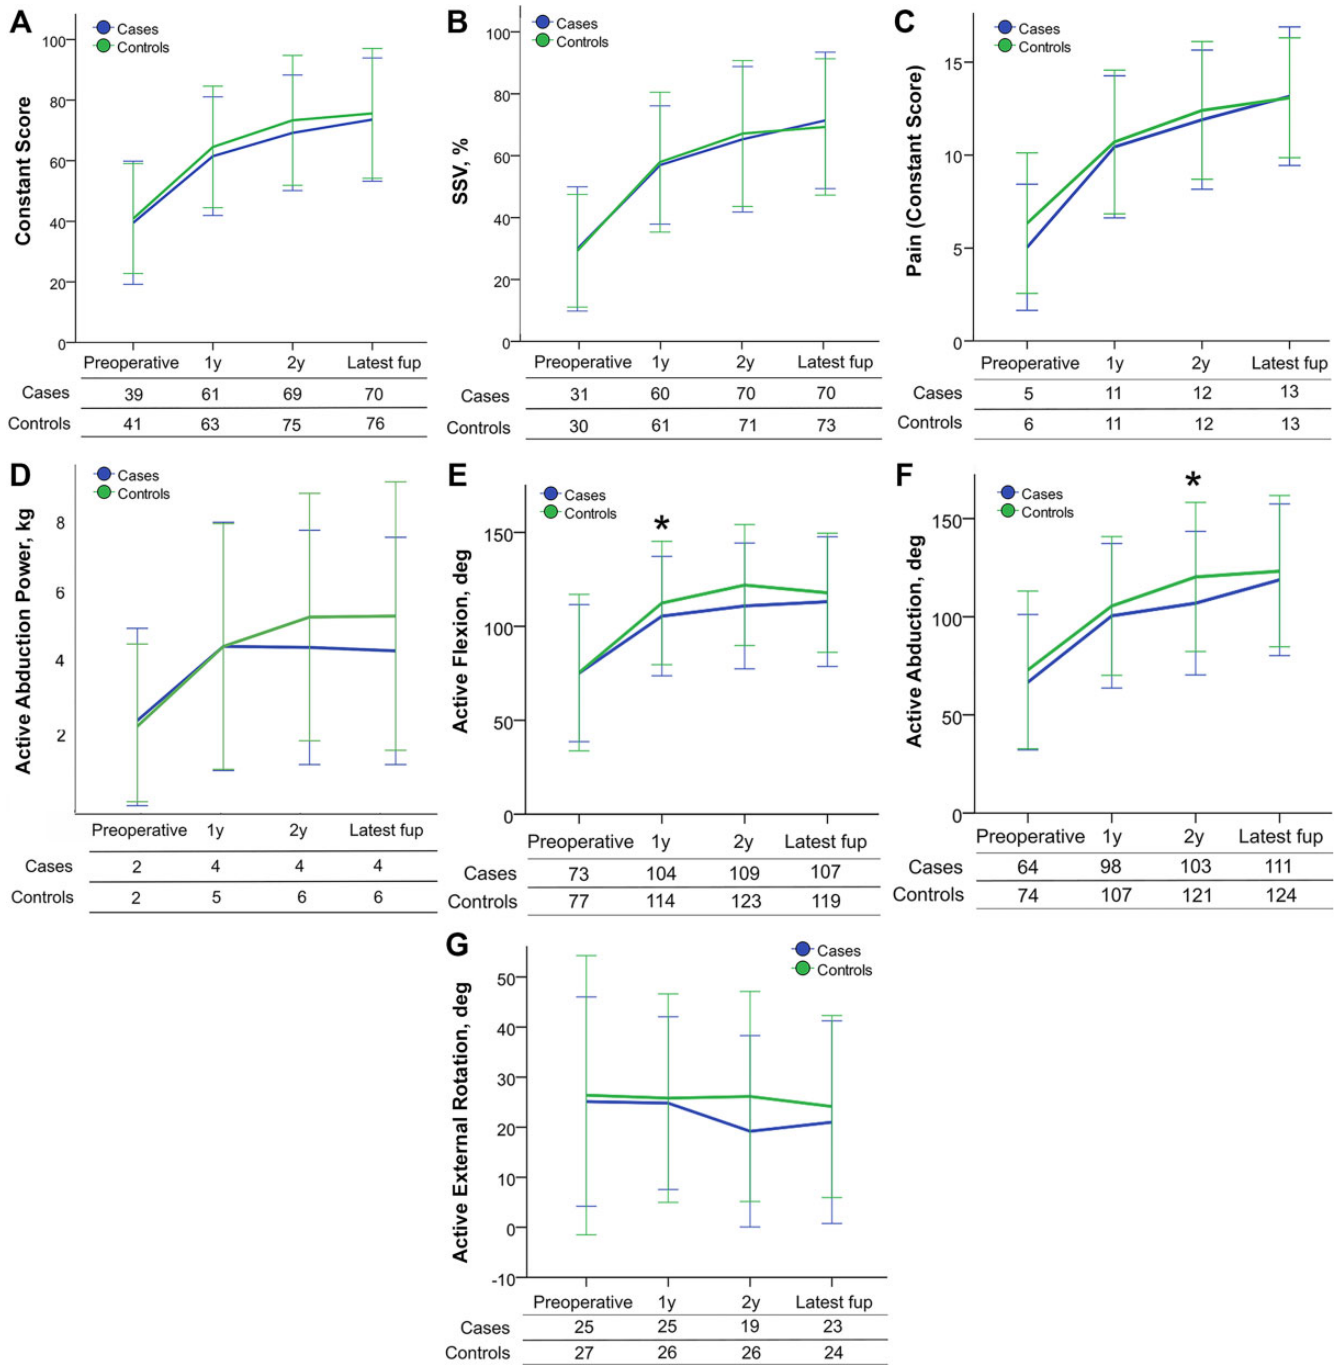 A
Cases
Controls
Constant Score
100
80
60
40
20
0
Preoperative 1y 2y Latest fup
Cases 39 61 69 70
Controls 41 63 75 76
B
Cases
Controls
SSV, %
100
80
60
40
20
0
Preoperative 1y 2y Latest fup
Cases 31 60 70 70
Controls 30 61 71 73
C
Cases
Controls
Pain (Constant Score)
15
10
5
0
Preoperative 1y 2y Latest fup
Cases 5 11 12 13
Controls 6 11 12 13
D
Cases
Controls
Active Abduction Power, kg
8
6
4
2
Preoperative 1y 2y Latest fup
Cases 2 4 4 4
Controls 2 5 6 6
E
Cases
Controls
*
Active Flexion, deg
150
100
50
0
Preoperative 1y 2y Latest fup
Cases 73 104 109 107
Controls 77 114 123 119
F
Cases
Controls
*
Active Abduction, deg
150
100
50
0
Preoperative 1y 2y Latest fup
Cases 64 98 103 111
Controls 74 107 121 124
G
Cases
Controls
Active External Rotation, deg
50
40
30
20
10
0
-10
Preoperative 1y 2y Latest fup
Cases 25 25 19 23
Controls 27 26 26 24